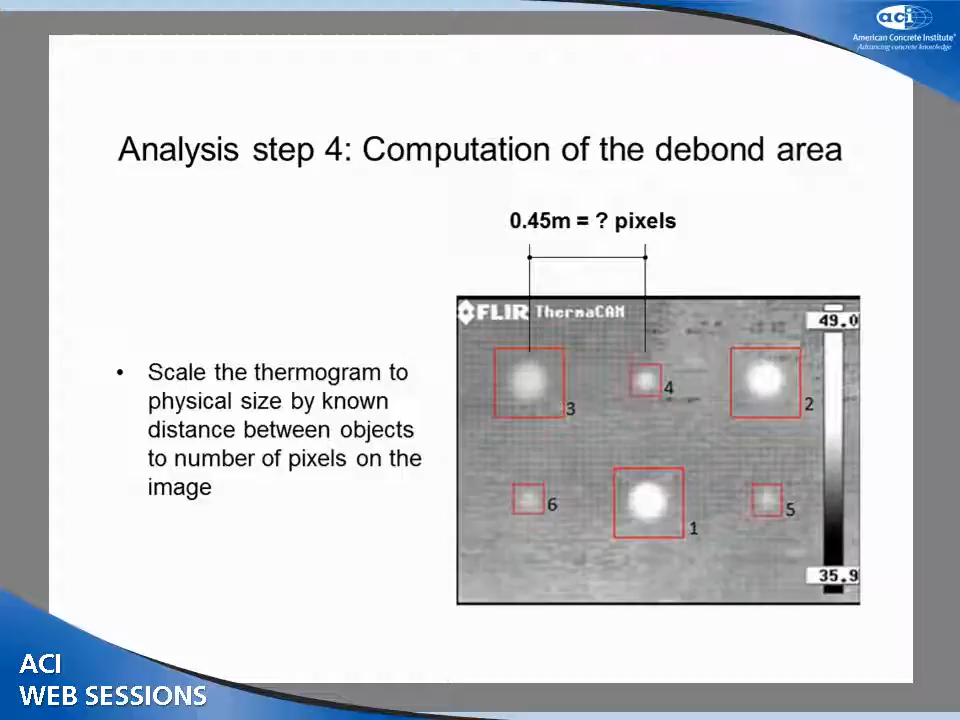 aci
American Concrete Institute®
Advancing concrete knowledge
Analysis step 4: Computation of the debond area
0.45m = ? pixels
FLIR ThermaCAM
49.0
4
3
2
• Scale the thermogram to
physical size by known
distance between objects
to number of pixels on the
image
6
5
1
35.9
ACI
WEB SESSIONS